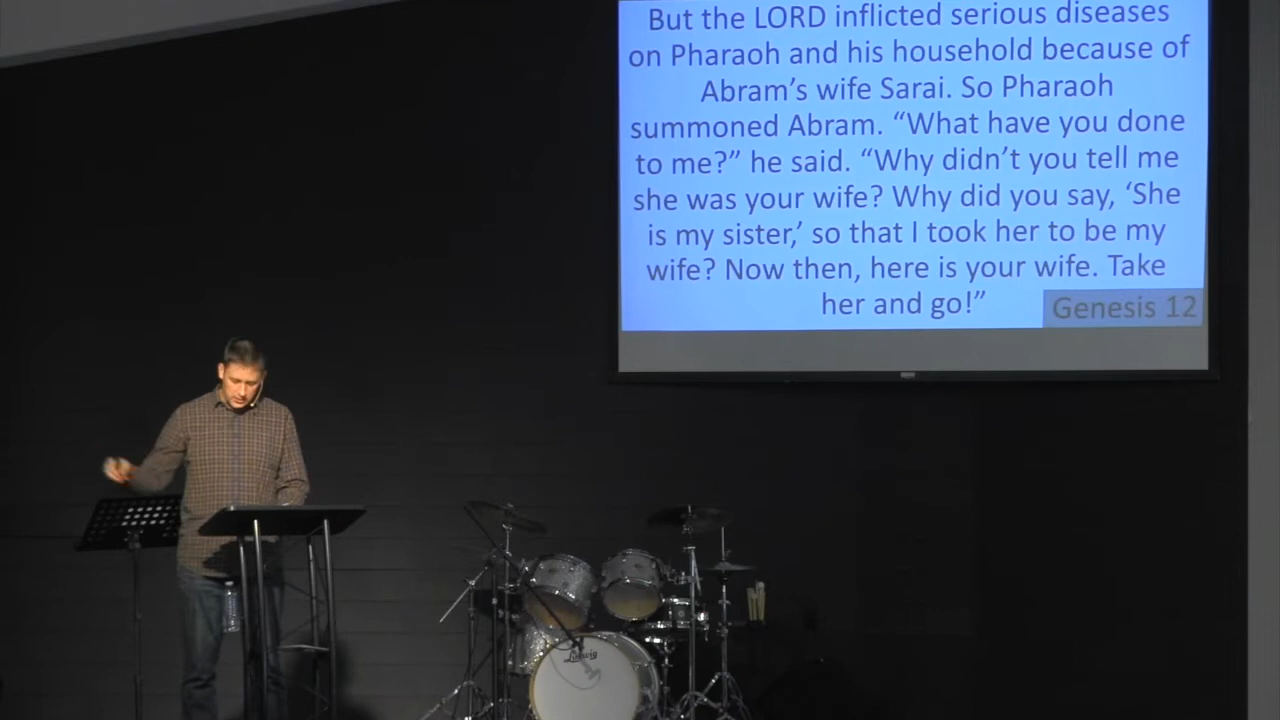 But the LORD inflicted serious diseases
on Pharaoh and his household because of
Abram’s wife Sarai. So Pharaoh
summoned Abram. “What have you done
to me?” he said. “Why didn’t you tell me
she was your wife? Why did you say, ‘She
is my sister,’ so that I took her to be my
wife? Now then, here is your wife. Take
her and go!”
Genesis 12
Ludwig